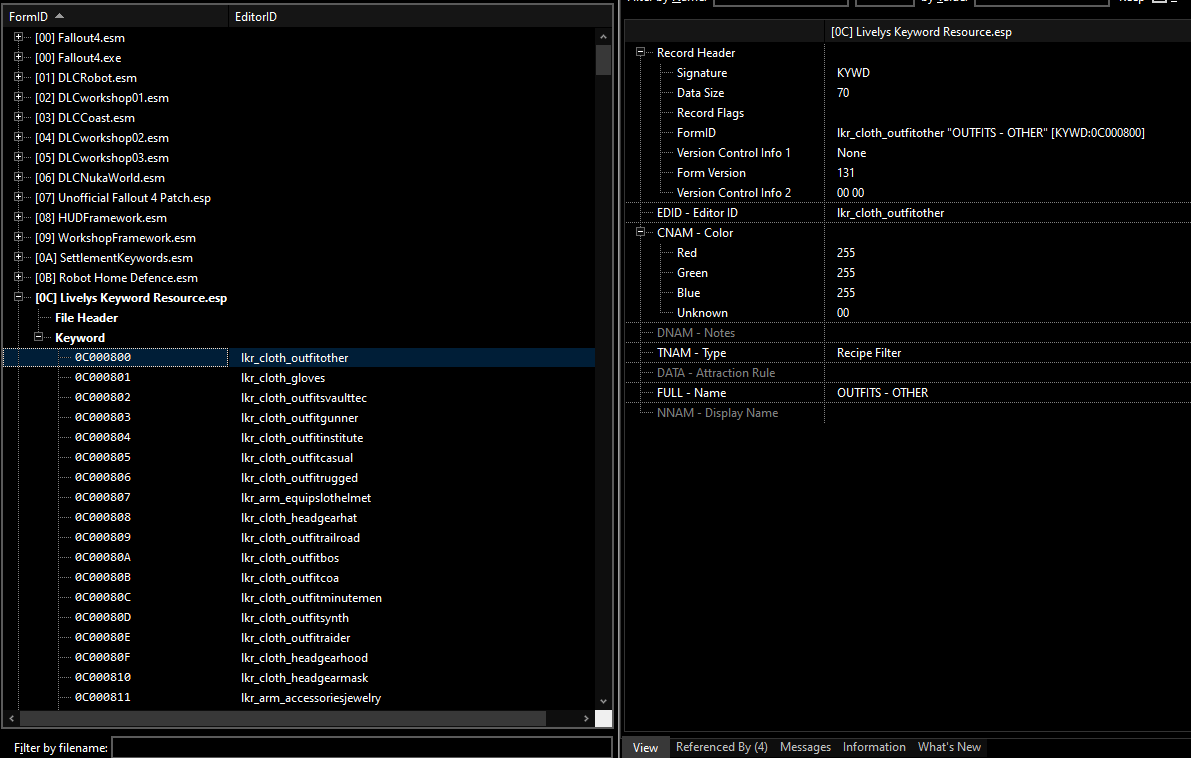 FormID EditorID
[00] Fallout4.esm
[00] Fallout4.exe
[01] DLCRobot.esm
[02] DLCworkshop01.esm
[03] DLCCoast.esm
[04] DLCworkshop02.esm
[05] DLCworkshop03.esm
[06] DLCNukaWorld.esm
[07] Unofficial Fallout 4 Patch.esp
[08] HUDFramework.esm
[09] WorkshopFramework.esm
[0A] SettlementKeywords.esm
[0B] Robot Home Defence.esm
[0C] Livelys Keyword Resource.esp
File Header
Keyword
0C000800 lkr_cloth_outfitother
0C000801 lkr_cloth_gloves
0C000802 lkr_cloth_outfitsvaulttec
0C000803 lkr_cloth_outfitgunner
0C000804 lkr_cloth_outfitinstitute
0C000805 lkr_cloth_outfitcasual
0C000806 lkr_cloth_outfitrugged
0C000807 lkr_arm_equipslothelmet
0C000808 lkr_cloth_headgearhat
0C000809 lkr_cloth_outfitrailroad
0C00080A lkr_cloth_outfitbos
0C00080B lkr_cloth_outfitcoa
0C00080C lkr_cloth_outfitminutemen
0C00080D lkr_cloth_outfitsynth
0C00080E lkr_cloth_outfitraider
0C00080F lkr_cloth_headgearhood
0C000810 lkr_cloth_headgearmask
0C000811 lkr_arm_accessoriesjewelry
Filter by filename:
[0C] Livelys Keyword Resource.esp
Record Header
Signature KYWD
Data Size 70
Record Flags
FormID lkr_cloth_outfitother "OUTFITS - OTHER" [KYWD:0C000800]
Version Control Info 1 None
Form Version 131
Version Control Info 2 00 00
EDID - Editor ID lkr_cloth_outfitother
CNAM - Color
Red 255
Green 255
Blue 255
Unknown 00
DNAM - Notes
TNAM - Type Recipe Filter
DATA - Attraction Rule
FULL - Name OUTFITS - OTHER
NNAM - Display Name
View Referenced By (4) Messages Information What's New